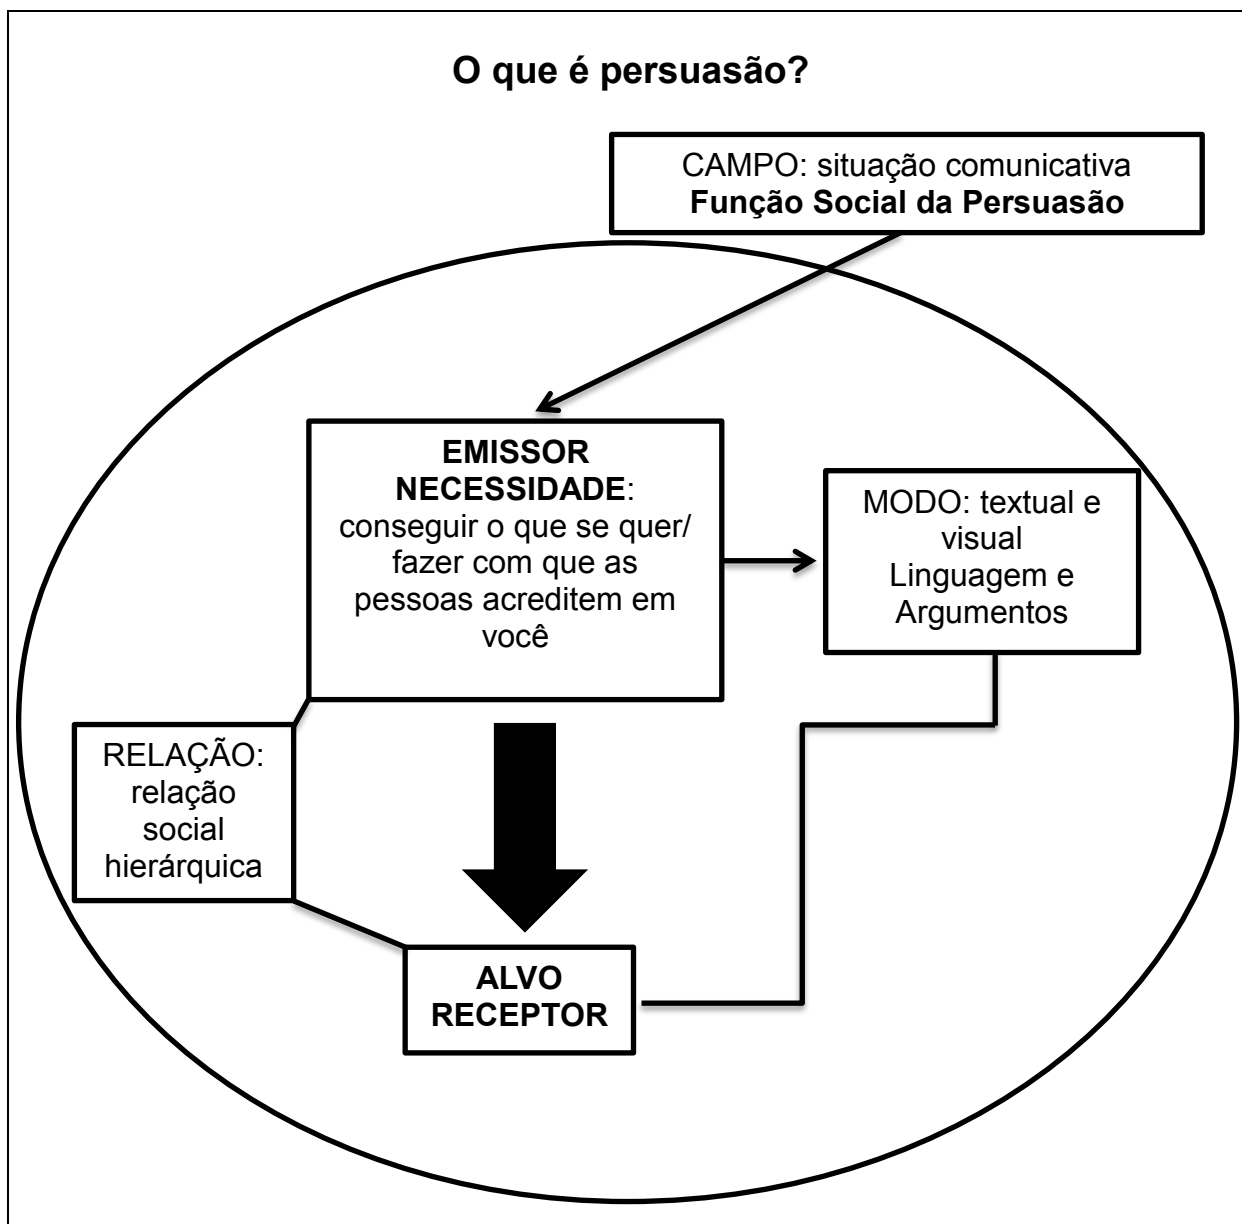 O que é persuasão?
CAMPO: situação comunicativa
Função Social da Persuasão
EMISSOR
NECESSIDADE:
conseguir o que se quer/
fazer com que as
pessoas acreditem em
você
MODO: textual e
visual
Linguagem e
Argumentos
RELAÇÃO:
relação
social
hierárquica
ALVO
RECEPTOR